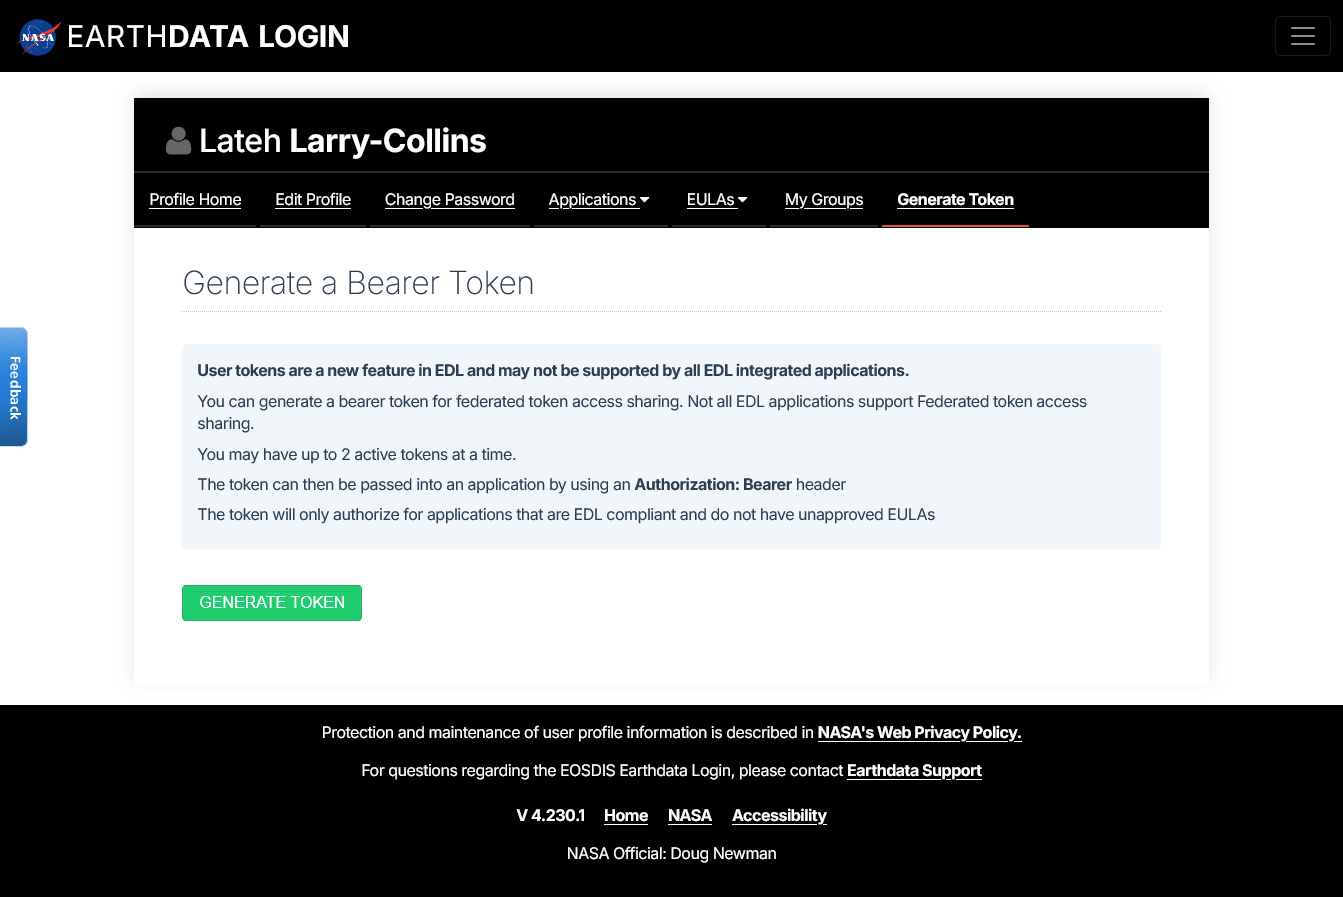 NASA EARTHDATA LOGIN
Lateh Larry-Collins
Profile Home Edit Profile Change Password Applications EULAs My Groups Generate Token
Generate a Bearer Token
User tokens are a new feature in EDL and may not be supported by all EDL integrated applications.
You can generate a bearer token for federated token access sharing. Not all EDL applications support Federated token access
sharing.
You may have up to 2 active tokens at a time.
The token can then be passed into an application by using an Authorization: Bearer header
The token will only authorize for applications that are EDL compliant and do not have unapproved EULAs
Feedback
GENERATE TOKEN
Protection and maintenance of user profile information is described in NASA's Web Privacy Policy.
For questions regarding the EOSDIS Earthdata Login, please contact Earthdata Support
V 4.230.1 Home NASA Accessibility
NASA Official: Doug Newman